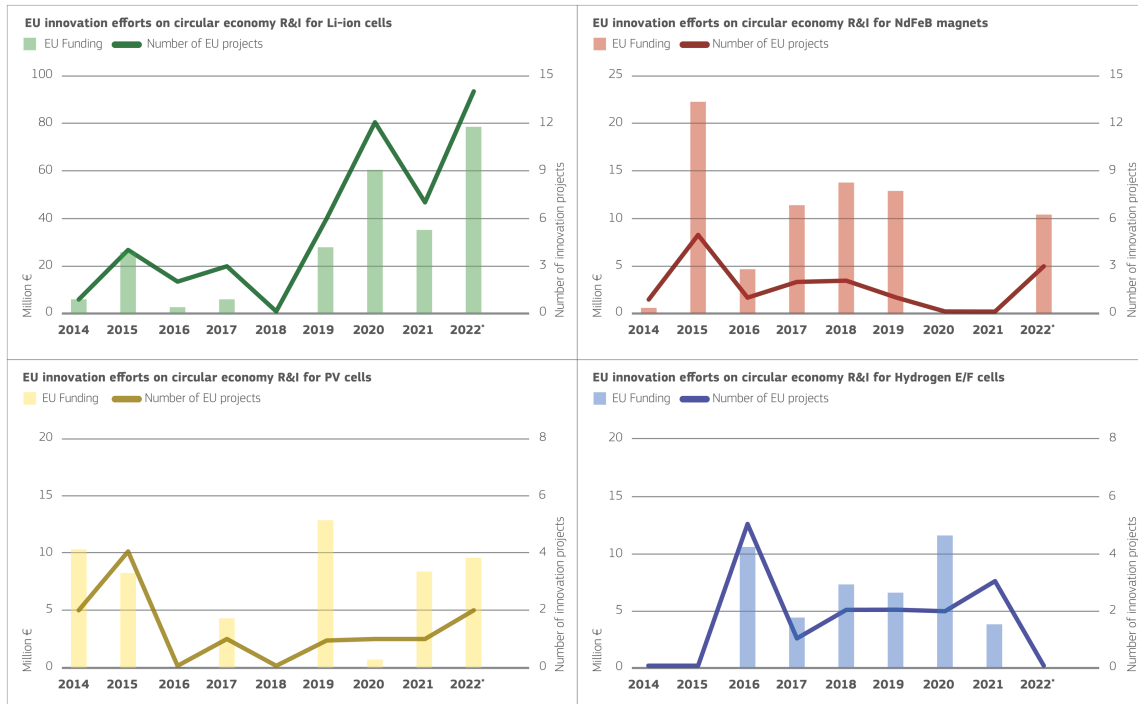 EU innovation efforts on circular economy R&I for Li-ion cells
EU Funding Number of EU projects
100 15
80 12
60 9
40 6
20 3
0 0
Million €
Number of innovation projects
2014 2015 2016 2017 2018 2019 2020 2021 2022*
EU innovation efforts on circular economy R&I for NdFeB magnets
EU Funding Number of EU projects
25 15
20 12
15 9
10 6
5 3
0 0
Million €
Number of innovation projects
2014 2015 2016 2017 2018 2019 2020 2021 2022*
EU innovation efforts on circular economy R&I for PV cells
EU Funding Number of EU projects
20 8
15 6
10 4
5 2
0 0
Million €
Number of innovation projects
2014 2015 2016 2017 2018 2019 2020 2021 2022*
EU innovation efforts on circular economy R&I for Hydrogen E/F cells
EU Funding Number of EU projects
20 8
15 6
10 4
5 2
0 0
Million €
Number of innovation projects
2014 2015 2016 2017 2018 2019 2020 2021 2022*